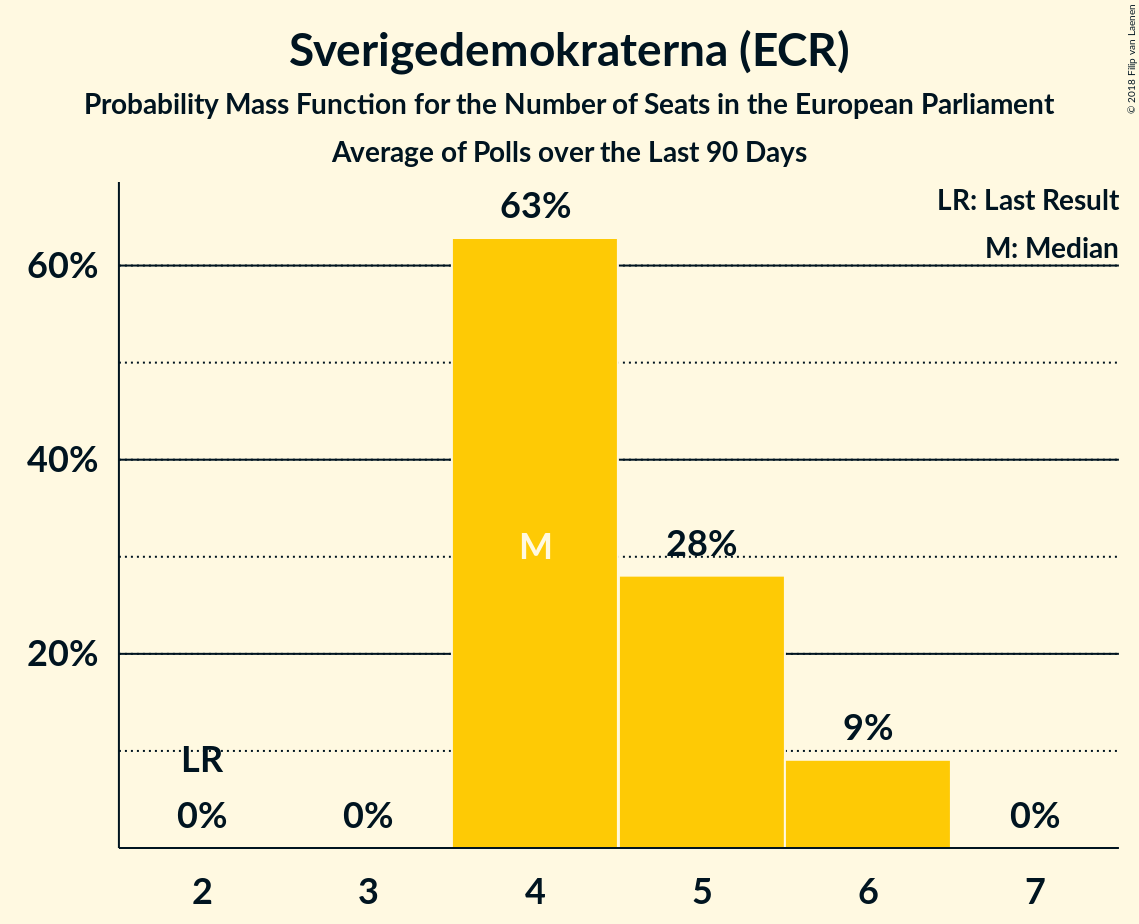 Sverigedemokraterna (ECR)
Probability Mass Function for the Number of Seats in the European Parliament
Average of Polls over the Last 90 Days
© 2018 Filip van Laenen
LR: Last Result
M: Median
63%
60%
40%
M
28%
20%
9%
LR
0%
0%
0%
2
3
4
5
6
7